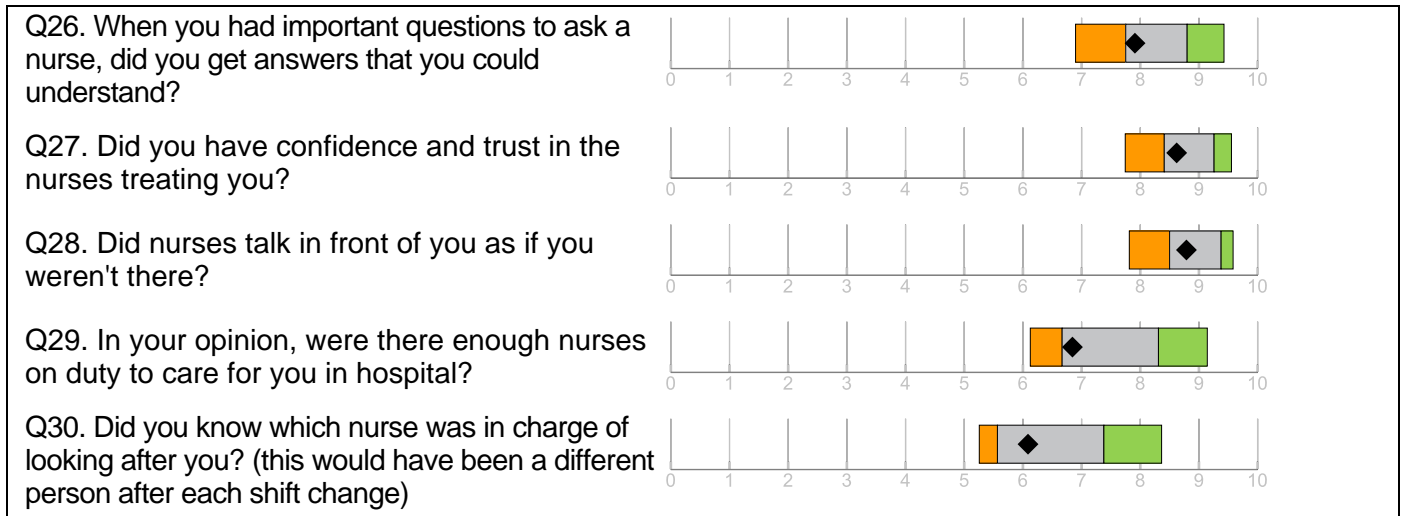 Q26. When you had important questions to ask a
nurse, did you get answers that you could
understand?
0 1 2 3 4 5 6 7 8 9 10
Q27. Did you have confidence and trust in the
nurses treating you?
0 1 2 3 4 5 6 7 8 9 10
Q28. Did nurses talk in front of you as if you
weren't there?
0 1 2 3 4 5 6 7 8 9 10
Q29. In your opinion, were there enough nurses
on duty to care for you in hospital?
0 1 2 3 4 5 6 7 8 9 10
Q30. Did you know which nurse was in charge of
looking after you? (this would have been a different
person after each shift change)
0 1 2 3 4 5 6 7 8 9 10